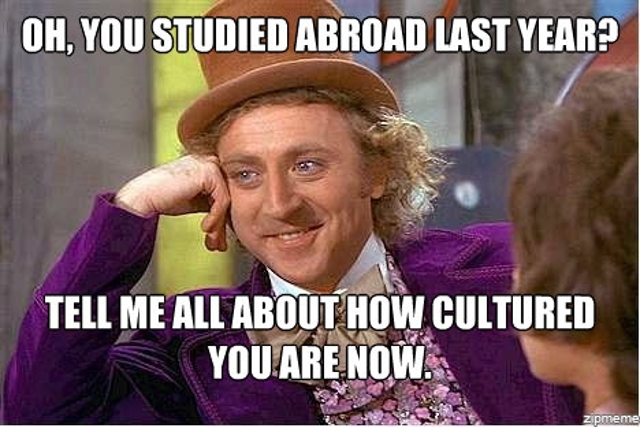 OH, YOU STUDIED ABROAD LAST YEAR?
TELL ME ALL ABOUT HOW CULTURED
YOU ARE NOW.
zipmeme